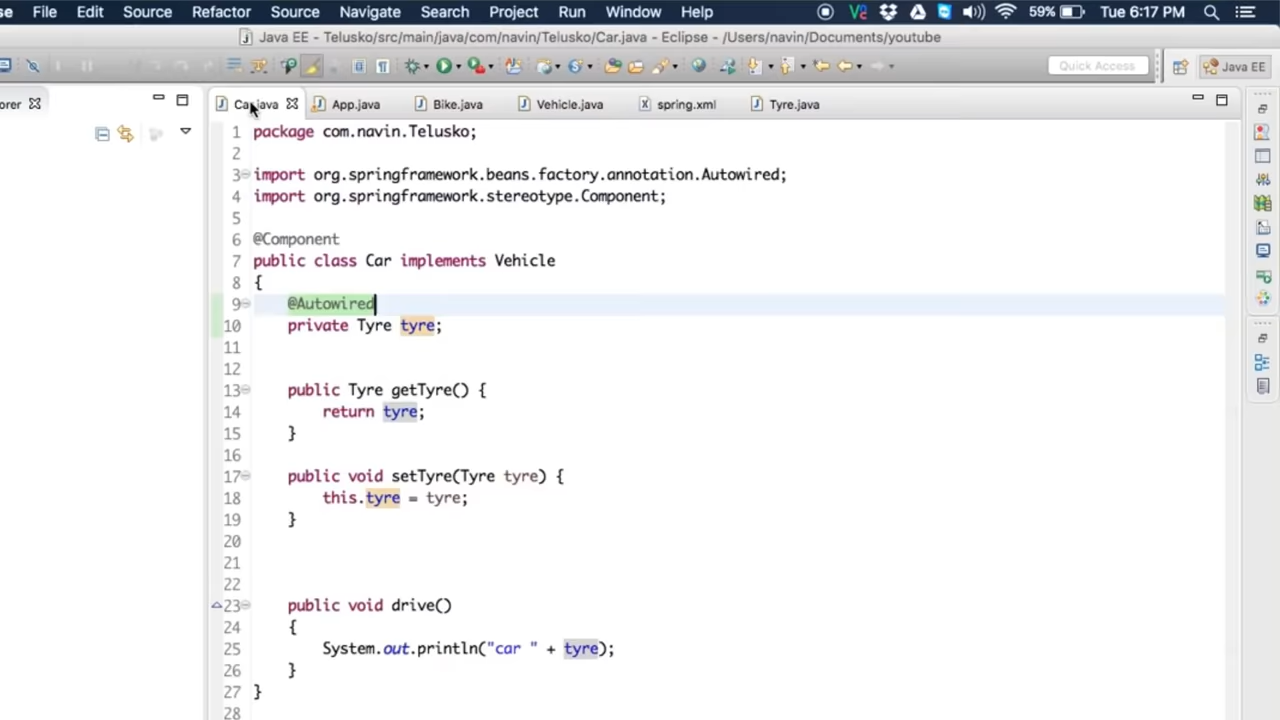 se File Edit Source Refactor Source Navigate Search Project Run Window Help 59% Tue 6:17 PM
Java EE - Telusko/src/main/java/com/navin/Telusko/Car.java - Eclipse - /Users/navin/Documents/youtube
Quick Access Java EE
orer Car.java App.java Bike.java Vehicle.java spring.xml Tyre.java
1 package com.navin.Telusko;
2
3 import org.springframework.beans.factory.annotation.Autowired;
4 import org.springframework.stereotype.Component;
5
6 @Component
7 public class Car implements Vehicle
8 {
9 @Autowired
10 private Tyre tyre;
11
12
13 public Tyre getTyre() {
14 return tyre;
15 }
16
17 public void setTyre(Tyre tyre) {
18 this.tyre = tyre;
19 }
20
21
22
23 public void drive()
24 {
25 System.out.println("car " + tyre);
26 }
27 }
28